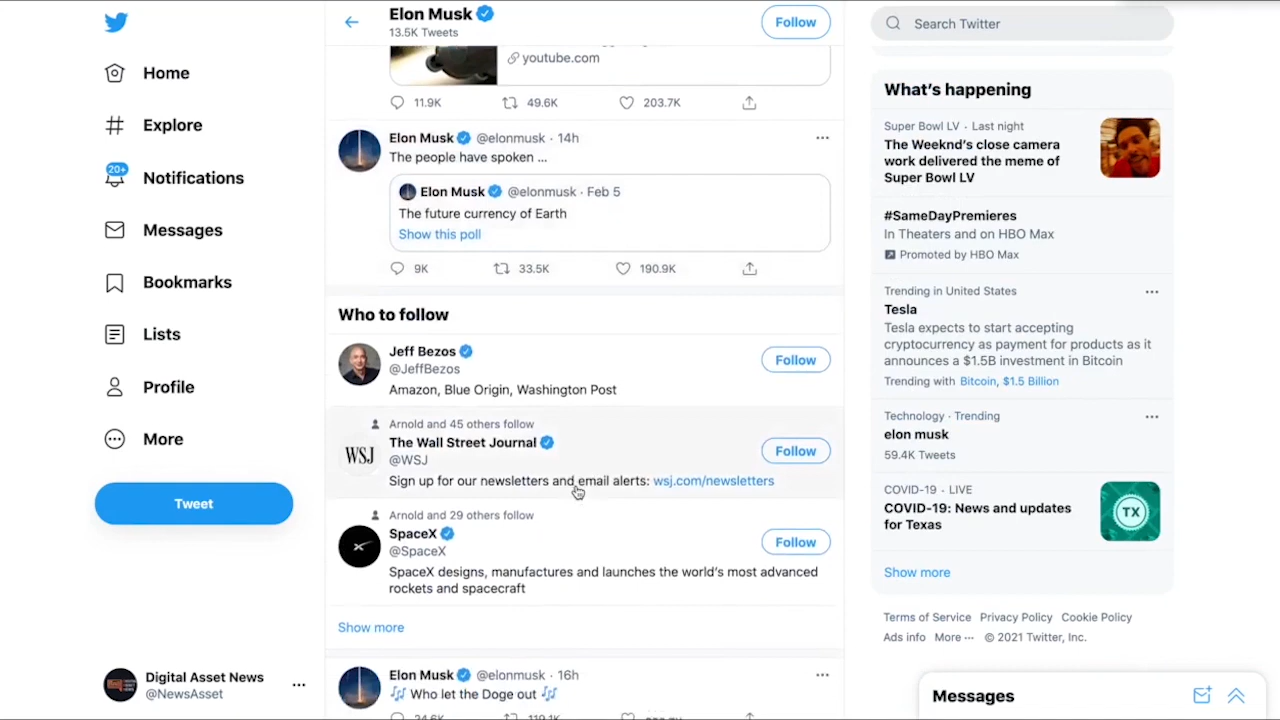 Home
20+
Explore
Notifications
Messages
Bookmarks
Lists
Profile
More
Tweet
Digital Asset News
@NewsAsset
Elon Musk
13.5K Tweets
Follow
youtube.com
11.9K 49.6K 203.7K
Elon Musk @elonmusk · 14h
The people have spoken ...
Elon Musk @elonmusk · Feb 5
The future currency of Earth
Show this poll
9K 33.5K 190.9K
Who to follow
Jeff Bezos
@JeffBezos
Follow
Amazon, Blue Origin, Washington Post
Arnold and 45 others follow
WSJ
The Wall Street Journal
@WSJ
Follow
Sign up for our newsletters and email alerts: wsj.com/newsletters
Arnold and 29 others follow
SpaceX
@SpaceX
Follow
SpaceX designs, manufactures and launches the world's most advanced
rockets and spacecraft
Show more
Elon Musk @elonmusk · 16h
🎶 Who let the Doge out 🎶
Search Twitter
What's happening
Super Bowl LV · Last night
The Weeknd's close camera
work delivered the meme of
Super Bowl LV
#SameDayPremieres
In Theaters and on HBO Max
Promoted by HBO Max
Trending in United States
Tesla
Tesla expects to start accepting
cryptocurrency as payment for products as it
announces a $1.5B investment in Bitcoin
Trending with Bitcoin, $1.5 Billion
Technology · Trending
elon musk
59.4K Tweets
COVID-19 · LIVE
COVID-19: News and updates
for Texas
TX
Show more
Terms of Service Privacy Policy Cookie Policy
Ads info More ··· © 2021 Twitter, Inc.
Messages